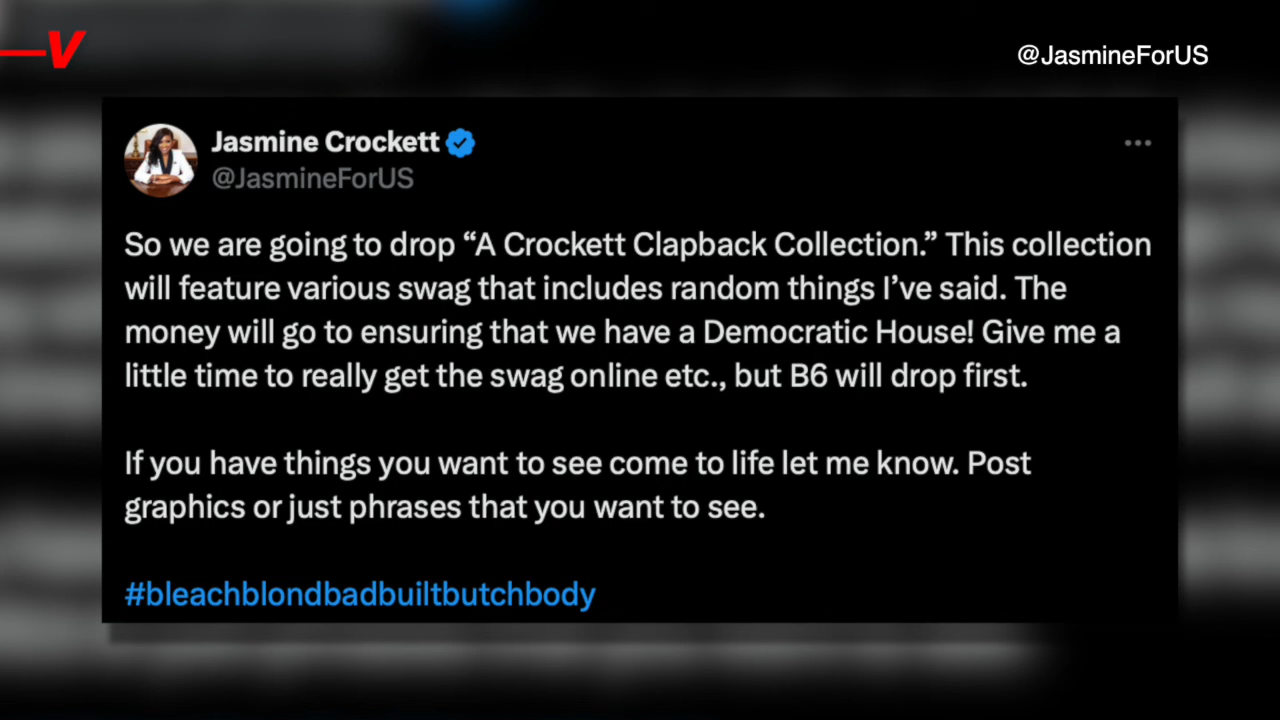 V
@JasmineForUS
Jasmine Crockett
@JasmineForUS
So we are going to drop “A Crockett Clapback Collection.” This collection
will feature various swag that includes random things I’ve said. The
money will go to ensuring that we have a Democratic House! Give me a
little time to really get the swag online etc., but B6 will drop first.
If you have things you want to see come to life let me know. Post
graphics or just phrases that you want to see.
#bleachblondbadbuiltbutchbody